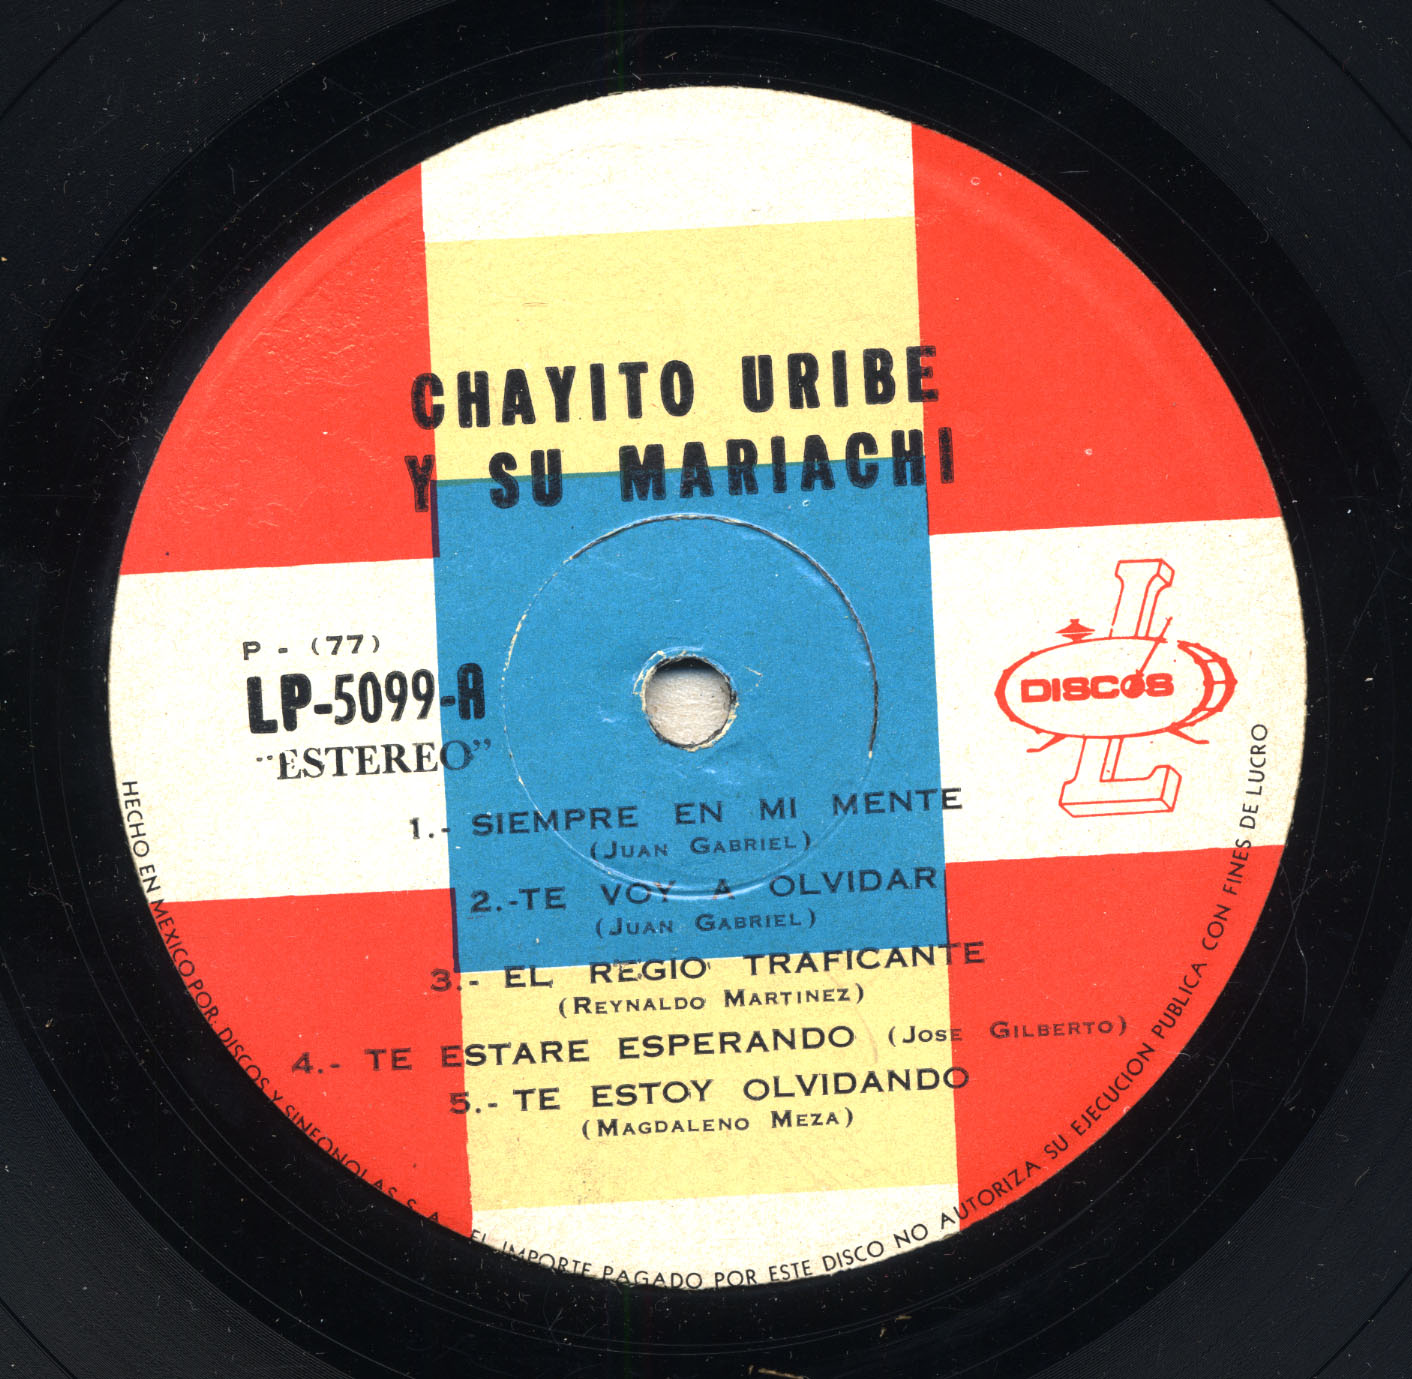 CHAYITO URIBE
Y SU MARIACHI
P - (77)
LP-5099-A
"ESTEREO"
DISCOS
1.- SIEMPRE EN MI MENTE
(JUAN GABRIEL)
2.-TE VOY A OLVIDAR
(JUAN GABRIEL)
3.- EL REGIO TRAFICANTE
(REYNALDO MARTINEZ)
4.- TE ESTARE ESPERANDO (JOSE GILBERTO)
5.- TE ESTOY OLVIDANDO
(MAGDALENO MEZA)
HECHO EN MEXICO POR: DISCOS Y SINFONOLAS S. A. EL IMPORTE PAGADO POR ESTE DISCO NO AUTORIZA SU EJECUCION PUBLICA CON FINES DE LUCRO